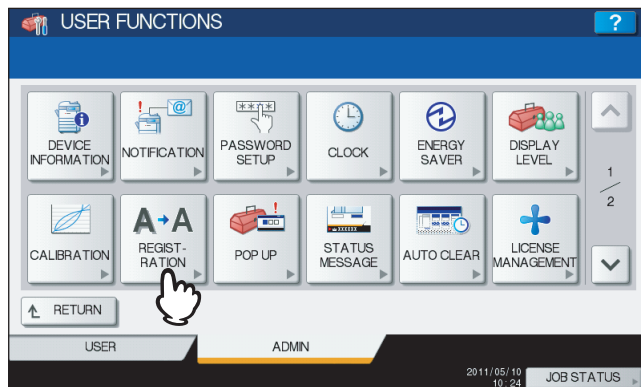 USER FUNCTIONS
?
DEVICE
INFORMATION
! @
NOTIFICATION
****
PASSWORD
SETUP
CLOCK
ENERGY
SAVER
DISPLAY
LEVEL
1
2
CALIBRATION
A→A
REGIST-
RATION
!
POP UP
XXXXXX
STATUS
MESSAGE
AUTO CLEAR
LICENSE
MANAGEMENT
RETURN
USER
ADMIN
2011/05/10
10:24
JOB STATUS